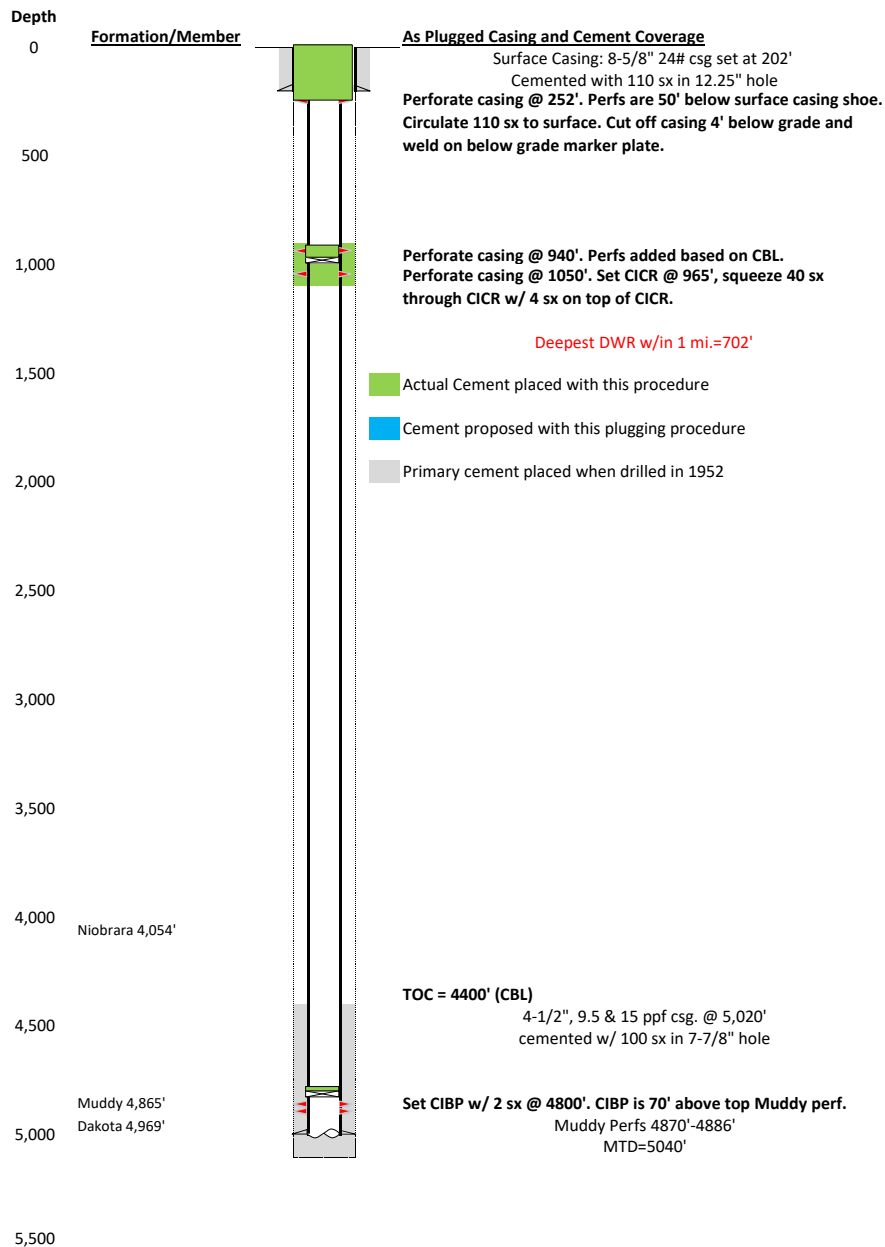 Depth
Formation/Member
As Plugged Casing and Cement Coverage
0
Surface Casing: 8-5/8" 24# csg set at 202'
Cemented with 110 sx in 12.25" hole
Perforate casing @ 252'. Perfs are 50' below surface casing shoe.
Circulate 110 sx to surface. Cut off casing 4' below grade and
weld on below grade marker plate.
500
Perforate casing @ 940'. Perfs added based on CBL.
1,000
Perforate casing @ 1050'. Set CICR @ 965', squeeze 40 sx
through CICR w/ 4 sx on top of CICR.
Deepest DWR w/in 1 mi.=702'
1,500
Actual Cement placed with this procedure
Cement proposed with this plugging procedure
Primary cement placed when drilled in 1952
2,000
2,500
3,000
3,500
4,000
Niobrara 4,054'
TOC = 4400' (CBL)
4-1/2", 9.5 & 15 ppf csg. @ 5,020'
4,500
cemented w/ 100 sx in 7-7/8" hole
Muddy 4,865'
Set CIBP w/ 2 sx @ 4800'. CIBP is 70' above top Muddy perf.
Dakota 4,969'
Muddy Perfs 4870'-4886'
5,000
MTD=5040'
5,500